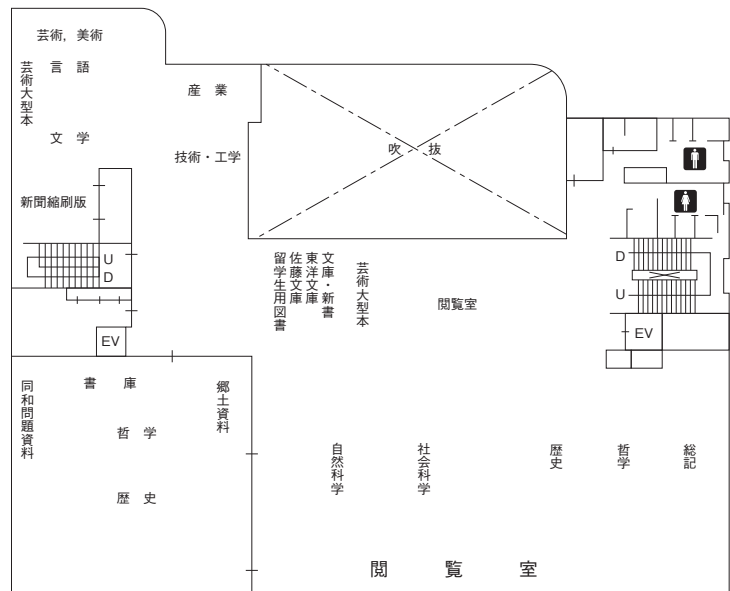 芸術，美術
芸術大型本
言　語
産　業
文　学
技術・工学
吹　抜
新聞縮刷版
U
D
EV
留学生用図書
佐藤文庫
東洋文庫
文庫・新書
芸術大型本
閲覧室
D
U
EV
書　庫
同和問題資料
郷土資料
哲　学
歴　史
自然科学
社会科学
歴史
哲学
総記
閲　覧　室